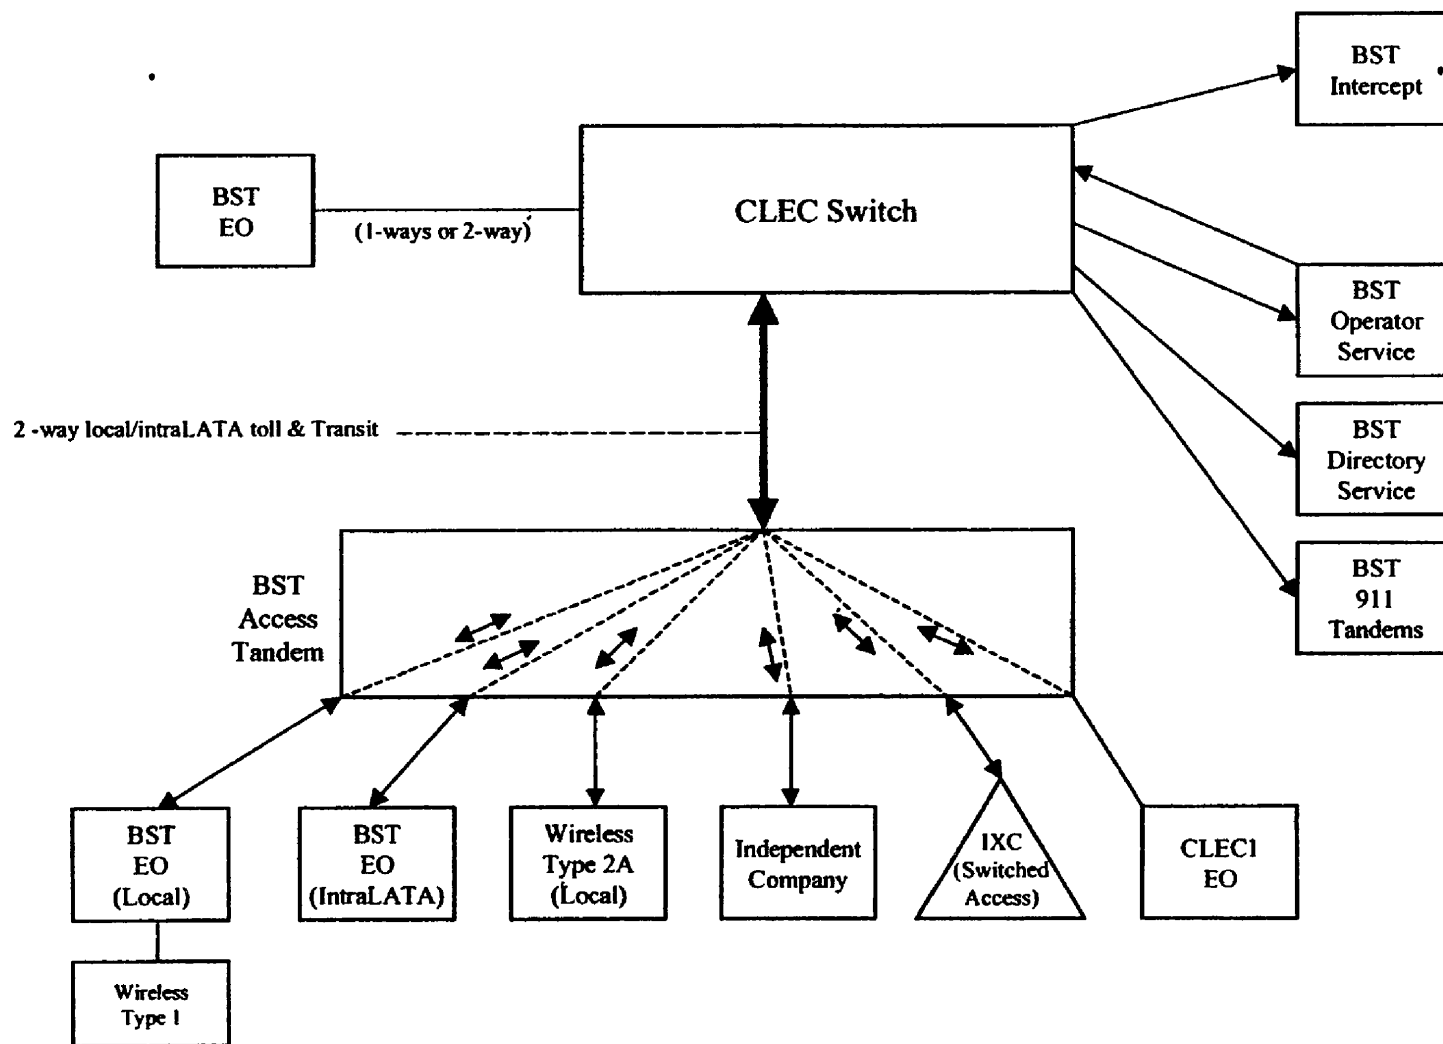 BST
Intercept
BST
EO
(1-ways or 2-way)
CLEC Switch
BST
Operator
Service
2 -way local/intraLATA toll & Transit
BST
Directory
Service
BST
911
Tandems
BST
Access
Tandem
BST
EO
(Local)
BST
EO
(IntraLATA)
Wireless
Type 2A
(Local)
Independent
Company
IXC
(Switched
Access)
CLEC1
EO
Wireless
Type 1